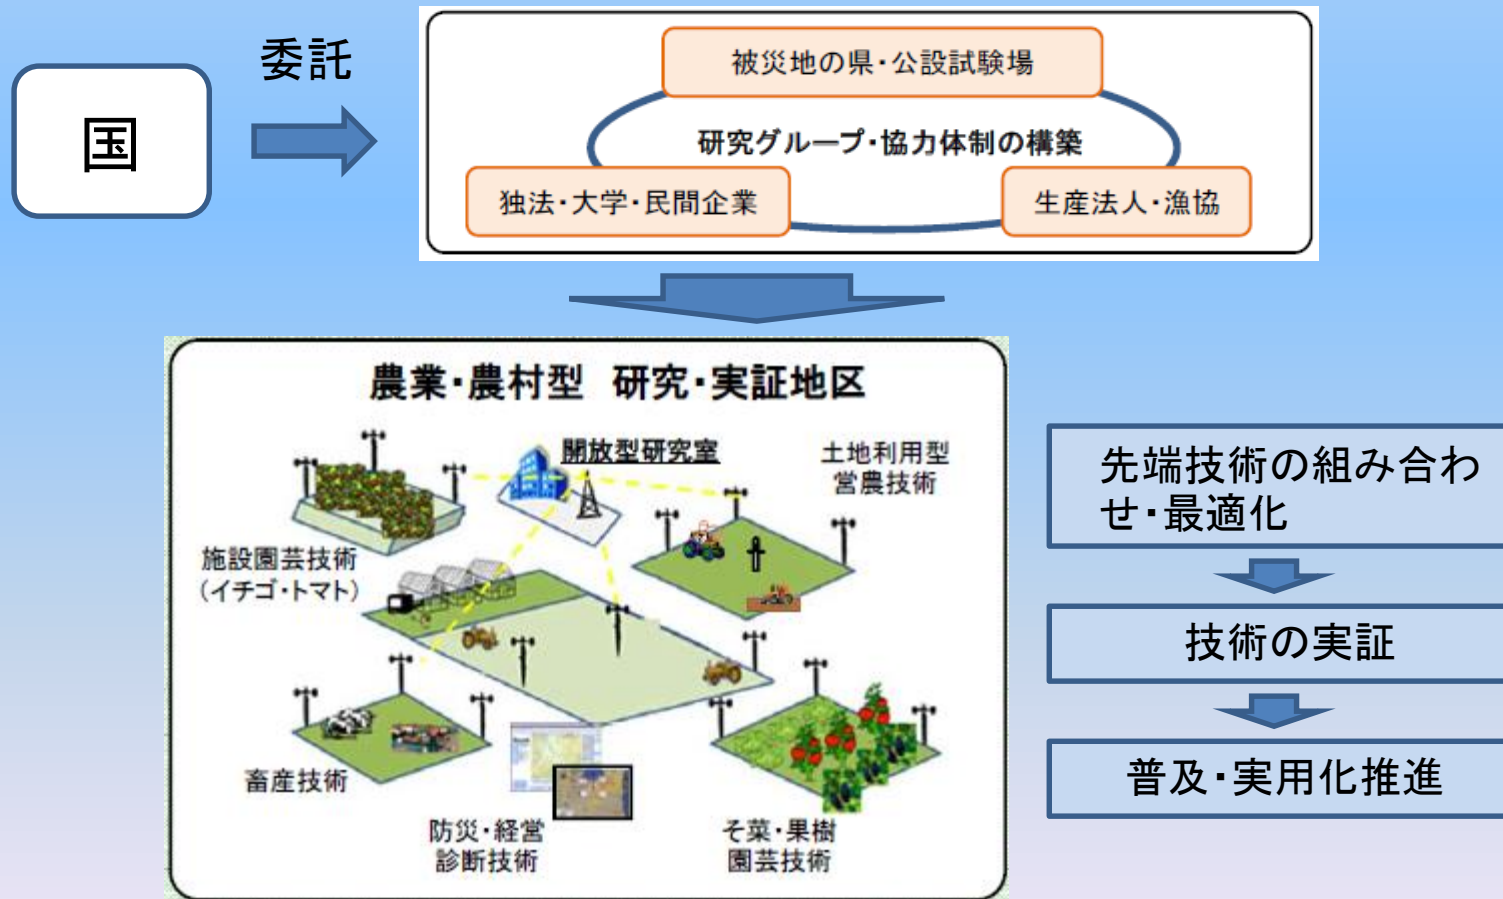 国
委託
被災地の県・公設試験場
研究グループ・協力体制の構築
独法・大学・民間企業
生産法人・漁協
農業・農村型　研究・実証地区
開放型研究室
土地利用型
営農技術
施設園芸技術
（イチゴ・トマト）
畜産技術
防災・経営
診断技術
そ菜・果樹
園芸技術
先端技術の組み合わ
せ・最適化
技術の実証
普及・実用化推進